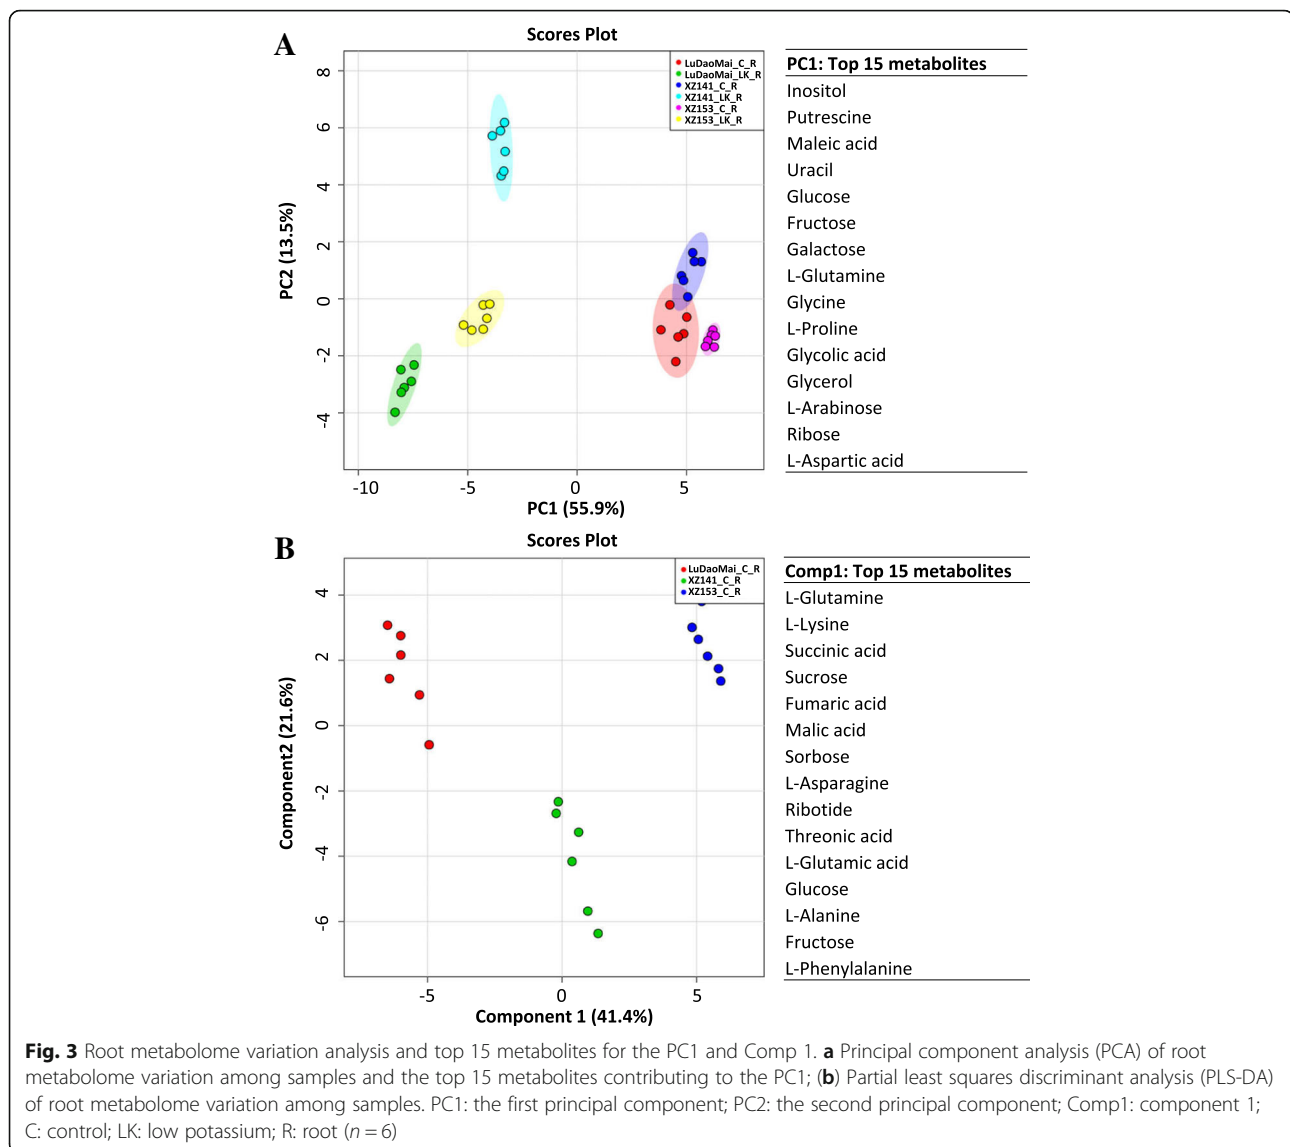 A
Scores Plot
LuDaoMai_C_R
LuDaoMai_LK_R
XZ141_C_R
XZ141_LK_R
XZ153_C_R
XZ153_LK_R
8
6
4
2
0
-2
-4
PC2 (13.5%)
-10
-5
0
5
PC1 (55.9%)
PC1: Top 15 metabolites
Inositol
Putrescine
Maleic acid
Uracil
Glucose
Fructose
Galactose
L-Glutamine
Glycine
L-Proline
Glycolic acid
Glycerol
L-Arabinose
Ribose
L-Aspartic acid
B
Scores Plot
LuDaoMai_C_R
XZ141_C_R
XZ153_C_R
4
2
0
-2
-4
-6
Component2 (21.6%)
-5
0
5
Component 1 (41.4%)
Comp1: Top 15 metabolites
L-Glutamine
L-Lysine
Succinic acid
Sucrose
Fumaric acid
Malic acid
Sorbose
L-Asparagine
Ribotide
Threonic acid
L-Glutamic acid
Glucose
L-Alanine
Fructose
L-Phenylalanine
Fig. 3 Root metabolome variation analysis and top 15 metabolites for the PC1 and Comp 1. a Principal component analysis (PCA) of root
metabolome variation among samples and the top 15 metabolites contributing to the PC1; (b) Partial least squares discriminant analysis (PLS-DA)
of root metabolome variation among samples. PC1: the first principal component; PC2: the second principal component; Comp1: component 1;
C: control; LK: low potassium; R: root (n = 6)